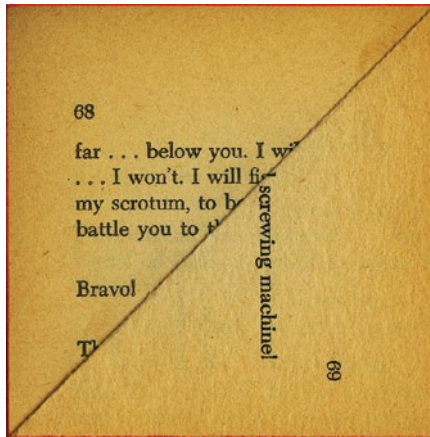 68
far . . . below you. I
. . . I won't. I will
my scrotum, to
battle you to
Bravo!
screwing machine!
69